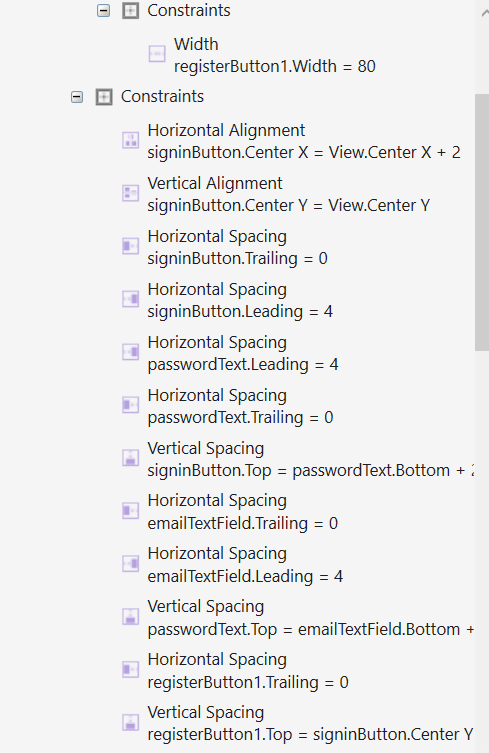 Constraints
Width
registerButton1.Width = 80
Constraints
Horizontal Alignment
signinButton.Center X = View.Center X + 2
Vertical Alignment
signinButton.Center Y = View.Center Y
Horizontal Spacing
signinButton.Trailing = 0
Horizontal Spacing
signinButton.Leading = 4
Horizontal Spacing
passwordText.Leading = 4
Horizontal Spacing
passwordText.Trailing = 0
Vertical Spacing
signinButton.Top = passwordText.Bottom +
Horizontal Spacing
emailTextField.Trailing = 0
Horizontal Spacing
emailTextField.Leading = 4
Vertical Spacing
passwordText.Top = emailTextField.Bottom +
Horizontal Spacing
registerButton1.Trailing = 0
Vertical Spacing
registerButton1.Top = signinButton.Center Y